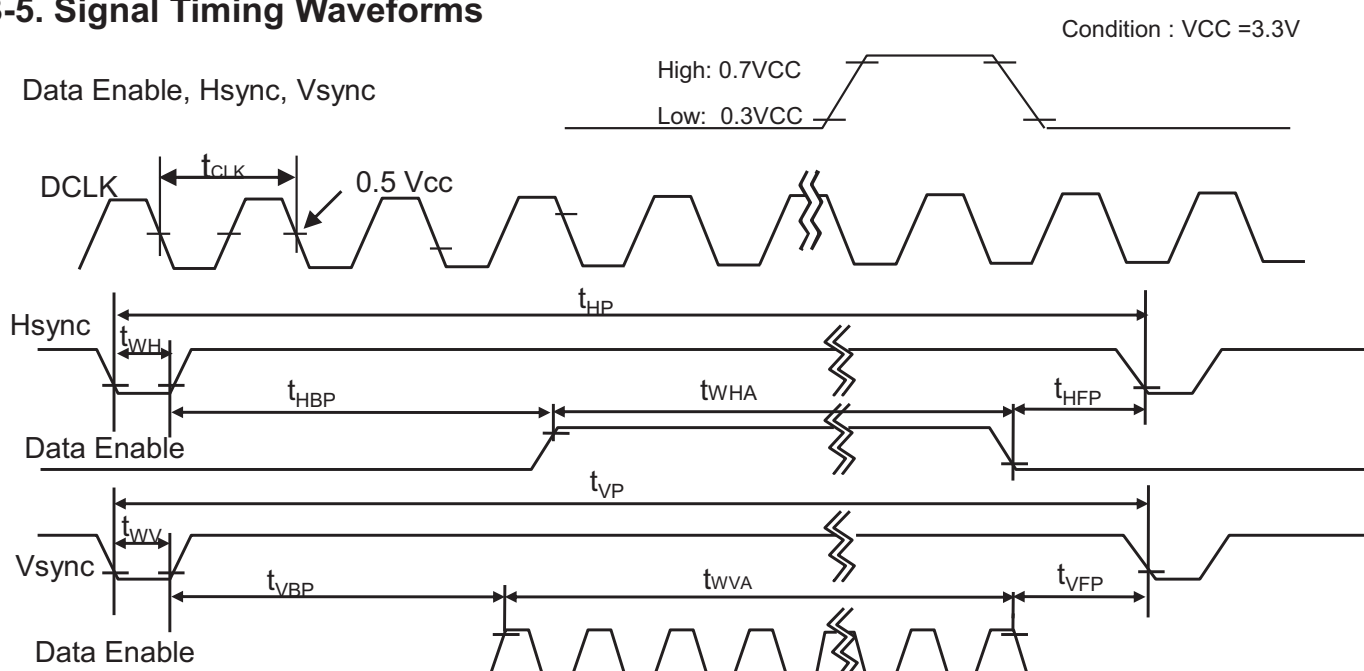 3-5. Signal Timing Waveforms
Condition : VCC =3.3V
High: 0.7VCC
Data Enable, Hsync, Vsync
Low: 0.3VCC
tCLK
DCLK
0.5 Vcc
tHP
Hsync
tWH
tHBP
tWHA
tHFP
Data Enable
tVP
tWV
Vsync
tVBP
tWVA
tVFP
Data Enable